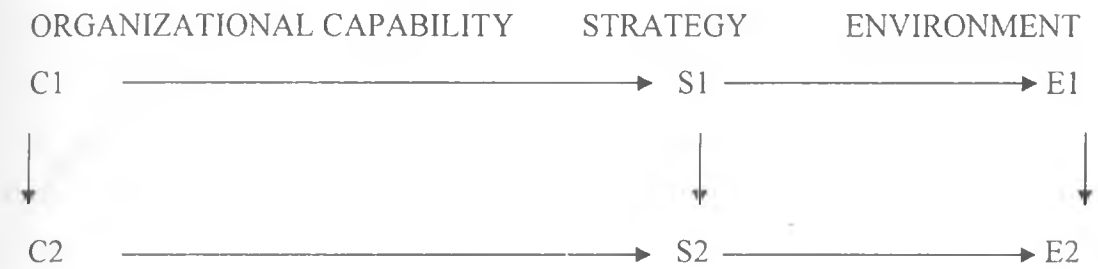 ORGANIZATIONAL CAPABILITY STRATEGY ENVIRONMENT
C1 S1 E1
C2 S2 E2